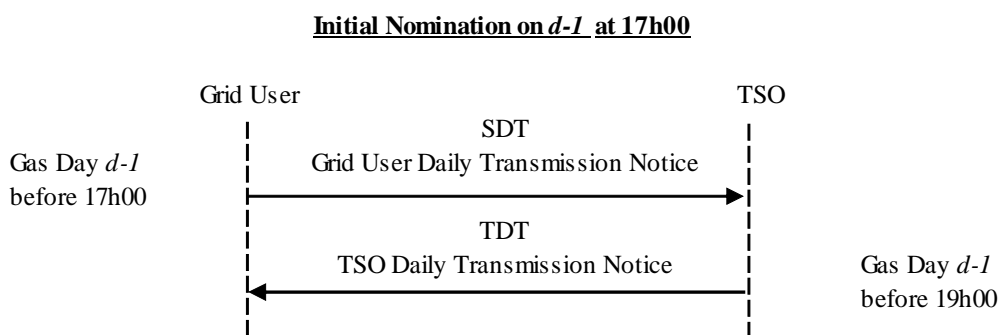 Initial Nomination on d-1 at 17h00
Grid User
TSO
SDT
Gas Day d-1
Grid User Daily Transmission Notice
before 17h00
TDT
TSO Daily Transmission Notice
Gas Day d-1
before 19h00